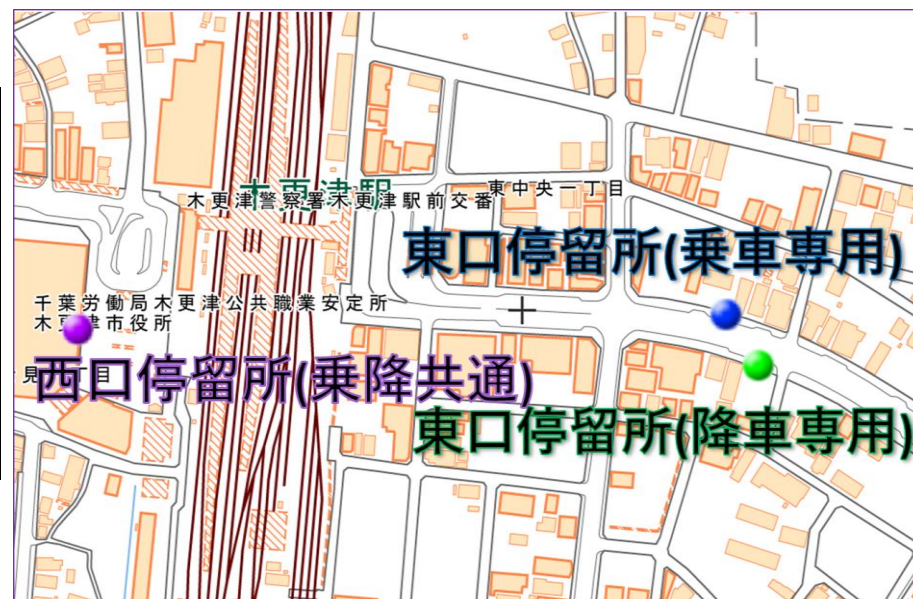 木更津駅
木更津警察署木更津駅前交番
東中央一丁目
東口停留所(乗車専用)
千葉労働局木更津公共職業安定所
木更津市役所
西口停留所(乗降共通)
東口停留所(降車専用)